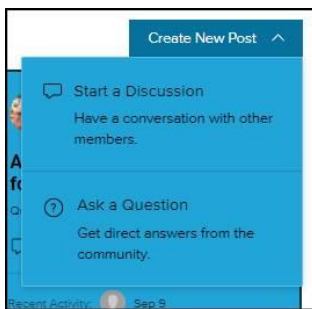 Create New Post
Start a Discussion
Have a conversation with other
members.
A
fo
Ask a Question
Get direct answers from the
community.
Recent Activity: Sep 9